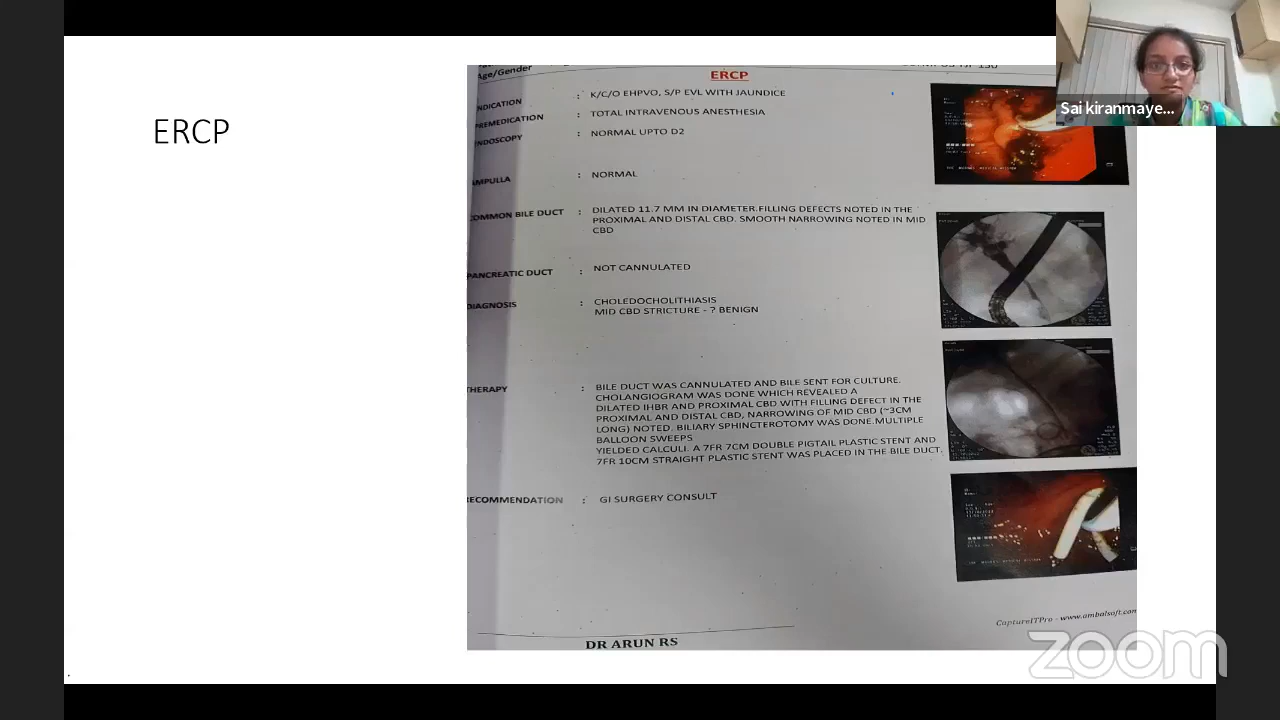 ERCP
Age/Gender
ERCP
NDICATION : K/C/O EHPVO, S/P EVL WITH JAUNDICE
PREMEDICATION : TOTAL INTRAVENOUS ANESTHESIA
NDOSCOPY : NORMAL UPTO D2
AMPULLA : NORMAL
COMMON BILE DUCT : DILATED 11.7 MM IN DIAMETER.FILLING DEFECTS NOTED IN THE
PROXIMAL AND DISTAL CBD. SMOOTH NARROWING NOTED IN MID
CBD
PANCREATIC DUCT : NOT CANNULATED
DIAGNOSIS : CHOLEDOCHOLITHIASIS
MID CBD STRICTURE - ? BENIGN
THERAPY : BILE DUCT WAS CANNULATED AND BILE SENT FOR CULTURE.
CHOLANGIOGRAM WAS DONE WHICH REVEALED A
DILATED IHBR AND PROXIMAL CBD WITH FILLING DEFECT IN THE
PROXIMAL AND DISTAL CBD, NARROWING OF MID CBD (~3CM
LONG) NOTED. BILIARY SPHINCTEROTOMY WAS DONE.MULTIPLE
BALLOON SWEEPS
YIELDED CALCULI. A 7FR 7CM DOUBLE PIGTAIL PLASTIC STENT AND
7FR 10CM STRAIGHT PLASTIC STENT WAS PLACED IN THE BILE DUCT.
RECOMMENDATION : GI SURGERY CONSULT
CaptureITPro - www.ambalsoft.com
DR ARUN RS
Sai kiranmaye...
zoom